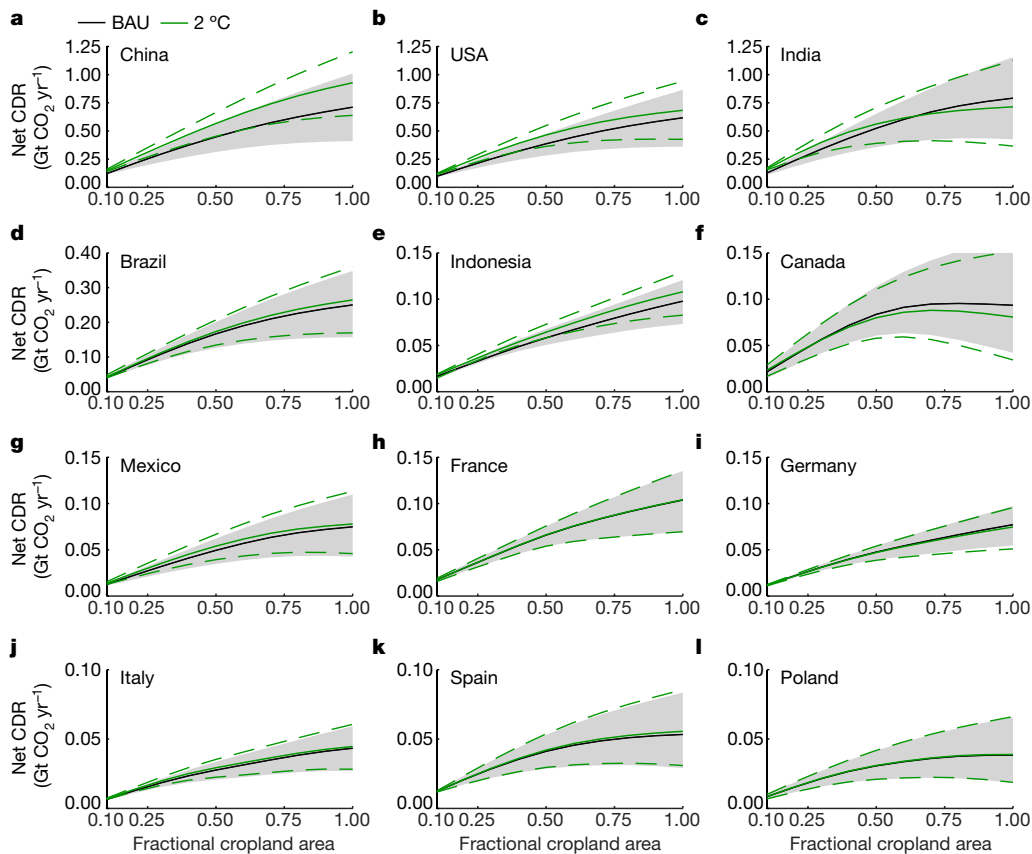 a — BAU — 2 ºC b c
China USA India
Net CDR (Gt CO₂ yr⁻¹)
1.25 1.25 1.25
1.00 1.00 1.00
0.75 0.75 0.75
0.50 0.50 0.50
0.25 0.25 0.25
0.00 0.00 0.00
0.10 0.25 0.50 0.75 1.00 0.10 0.25 0.50 0.75 1.00 0.10 0.25 0.50 0.75 1.00
d e f
Brazil Indonesia Canada
Net CDR (Gt CO₂ yr⁻¹)
0.40 0.15 0.15
0.30 0.10 0.10
0.20 0.05 0.05
0.10
0.00 0.00 0.00
0.10 0.25 0.50 0.75 1.00 0.10 0.25 0.50 0.75 1.00 0.10 0.25 0.50 0.75 1.00
g h i
Mexico France Germany
Net CDR (Gt CO₂ yr⁻¹)
0.15 0.15 0.15
0.10 0.10 0.10
0.05 0.05 0.05
0.00 0.00 0.00
0.10 0.25 0.50 0.75 1.00 0.10 0.25 0.50 0.75 1.00 0.10 0.25 0.50 0.75 1.00
j k l
Italy Spain Poland
Net CDR (Gt CO₂ yr⁻¹)
0.10 0.10 0.10
0.05 0.05 0.05
0 0 0
0.10 0.25 0.50 0.75 1.00 0.10 0.25 0.50 0.75 1.00 0.10 0.25 0.50 0.75 1.00
Fractional cropland area Fractional cropland area Fractional cropland area